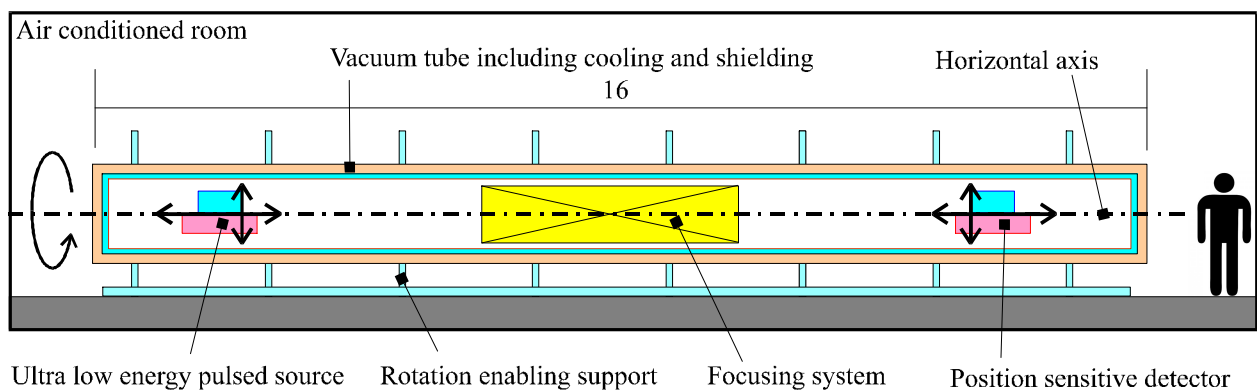 Air conditioned room
Vacuum tube including cooling and shielding
Horizontal axis
16
Ultra low energy pulsed source
Rotation enabling support
Focusing system
Position sensitive detector